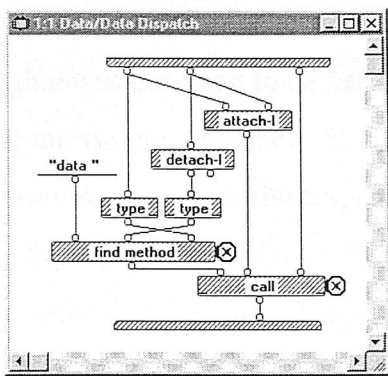 1:1 Data/Data Dispatch
attach-l
detach-l
"data "
type type
find method
call